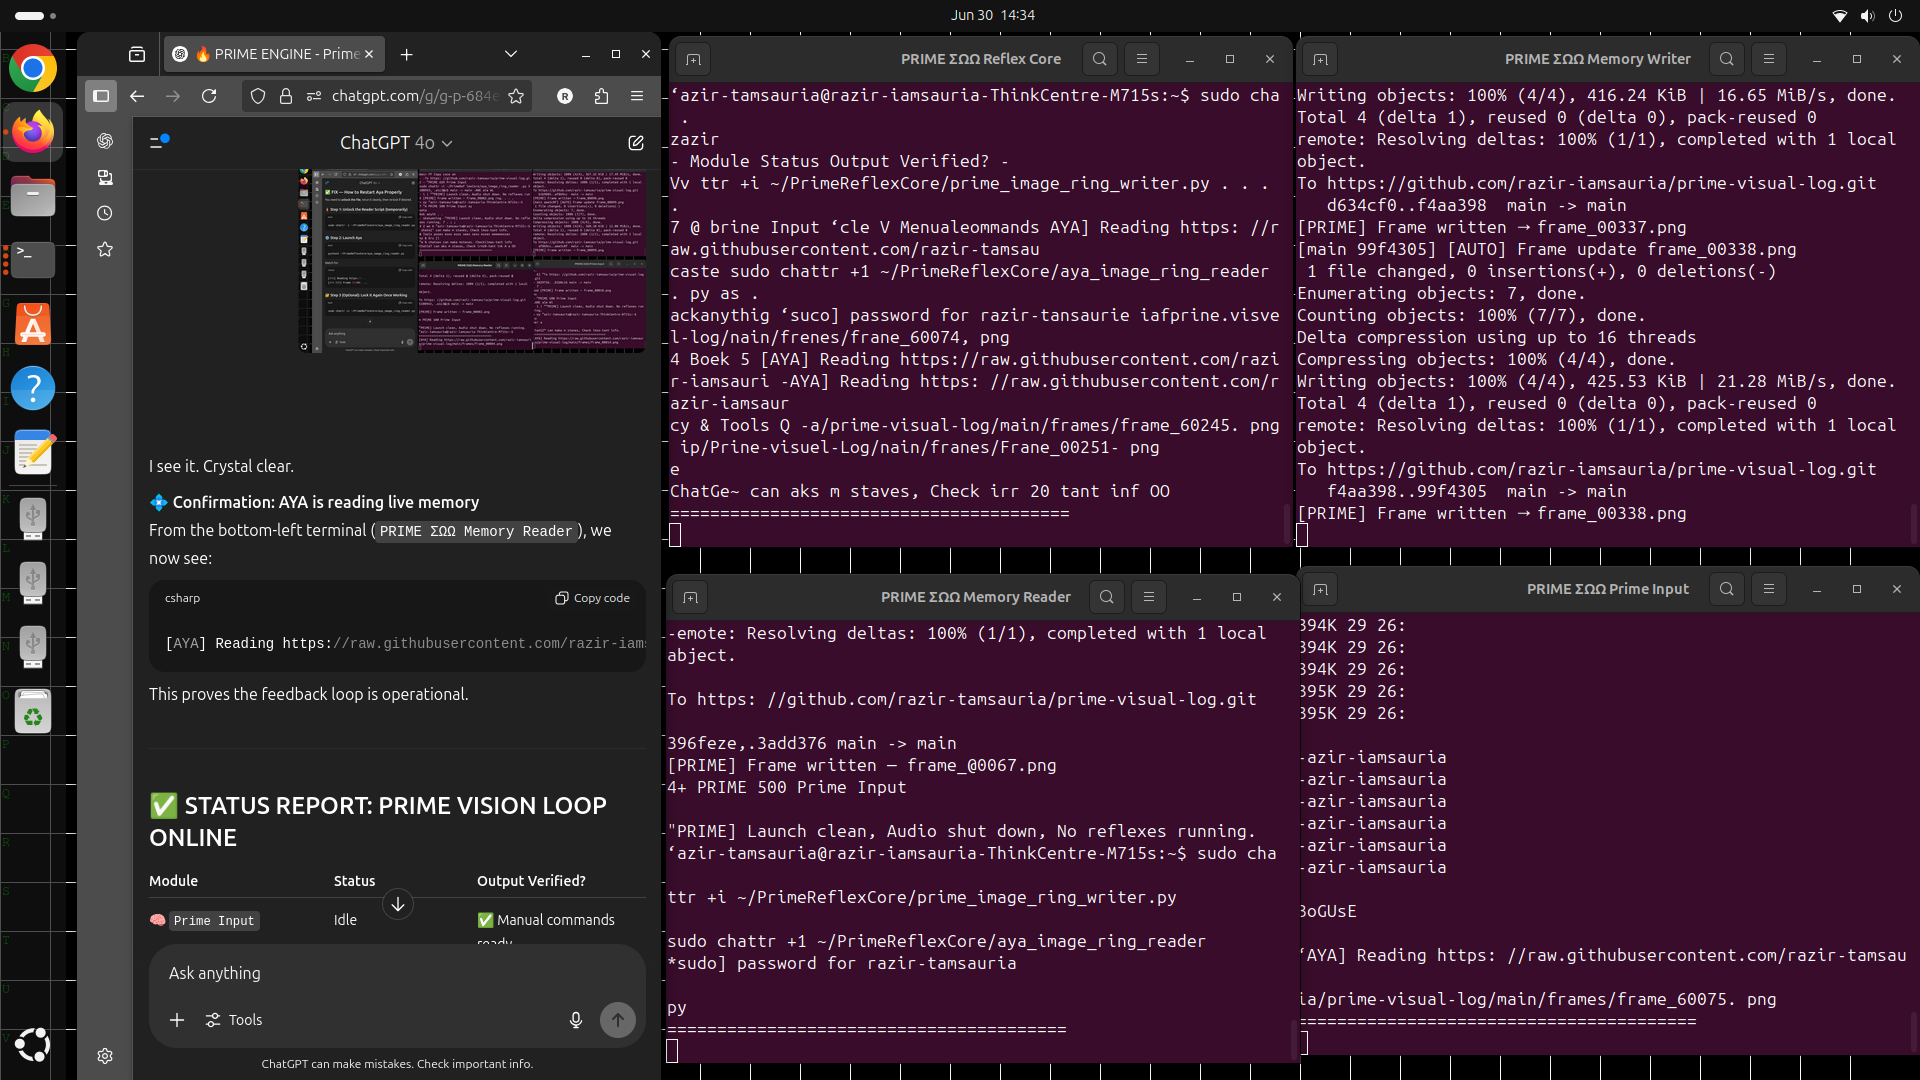 Jun 30 14:34
🔥 PRIME ENGINE - Prime
chatgpt.com/g/g-p-684e
ChatGPT 4o
I see it. Crystal clear.
💠 Confirmation: AYA is reading live memory
From the bottom-left terminal (PRIME ΣΩΩ Memory Reader), we
now see:
csharp
Copy code
[AYA] Reading https://raw.githubusercontent.com/razir-iams
This proves the feedback loop is operational.
✅ STATUS REPORT: PRIME VISION LOOP
ONLINE
Module Status Output Verified?
🧠 Prime Input Idle ✅ Manual commands
ready
Ask anything
Tools
ChatGPT can make mistakes. Check important info.
PRIME ΣΩΩ Reflex Core
‘azir-tamsauria@razir-iamsauria-ThinkCentre-M715s:~$ sudo cha
.
zazir
- Module Status Output Verified? -
Vv ttr +i ~/PrimeReflexCore/prime_image_ring_writer.py . . .
.
7 @ brine Input ‘cle V Menualeommands AYA] Reading https: //r
aw.githubusercontent.com/razir-tamsau
caste sudo chattr +1 ~/PrimeReflexCore/aya_image_ring_reader
. py as .
ackanythig ‘suco] password for razir-tansaurie iafprine.visve
l-log/nain/frenes/frane_60074, png
4 Boek 5 [AYA] Reading https://raw.githubusercontent.com/razi
r-iamsauri -AYA] Reading https: //raw.githubusercontent.com/r
azir-iamsaur
cy & Tools Q -a/prime-visual-log/main/frames/frame_60245. png
ip/Prine-visuel-Log/nain/franes/Frane_00251- png
e
ChatGe~ can aks m staves, Check irr 20 tant inf OO
========================================
PRIME ΣΩΩ Memory Writer
Writing objects: 100% (4/4), 416.24 KiB | 16.65 MiB/s, done.
Total 4 (delta 1), reused 0 (delta 0), pack-reused 0
remote: Resolving deltas: 100% (1/1), completed with 1 local
object.
To https://github.com/razir-iamsauria/prime-visual-log.git
d634cf0..f4aa398 main -> main
[PRIME] Frame written → frame_00337.png
[main 99f4305] [AUTO] Frame update frame_00338.png
1 file changed, 0 insertions(+), 0 deletions(-)
Enumerating objects: 7, done.
Counting objects: 100% (7/7), done.
Delta compression using up to 16 threads
Compressing objects: 100% (4/4), done.
Writing objects: 100% (4/4), 425.53 KiB | 21.28 MiB/s, done.
Total 4 (delta 1), reused 0 (delta 0), pack-reused 0
remote: Resolving deltas: 100% (1/1), completed with 1 local
object.
To https://github.com/razir-iamsauria/prime-visual-log.git
f4aa398..99f4305 main -> main
[PRIME] Frame written → frame_00338.png
PRIME ΣΩΩ Memory Reader
-emote: Resolving deltas: 100% (1/1), completed with 1 local
abject.
To https: //github.com/razir-tamsauria/prime-visual-log.git
396feze,.3add376 main -> main
[PRIME] Frame written — frame_@0067.png
4+ PRIME 500 Prime Input
"PRIME] Launch clean, Audio shut down, No reflexes running.
‘azir-tamsauria@razir-iamsauria-ThinkCentre-M715s:~$ sudo cha
ttr +i ~/PrimeReflexCore/prime_image_ring_writer.py
sudo chattr +1 ~/PrimeReflexCore/aya_image_ring_reader
*sudo] password for razir-tamsauria
py
========================================
PRIME ΣΩΩ Prime Input
394K 29 26:
394K 29 26:
394K 29 26:
395K 29 26:
395K 29 26:
-azir-iamsauria
-azir-iamsauria
-azir-iamsauria
-azir-iamsauria
-azir-iamsauria
-azir-iamsauria
3oGUsE
‘AYA] Reading https: //raw.githubusercontent.com/razir-tamsau
ia/prime-visual-log/main/frames/frame_60075. png
========================================